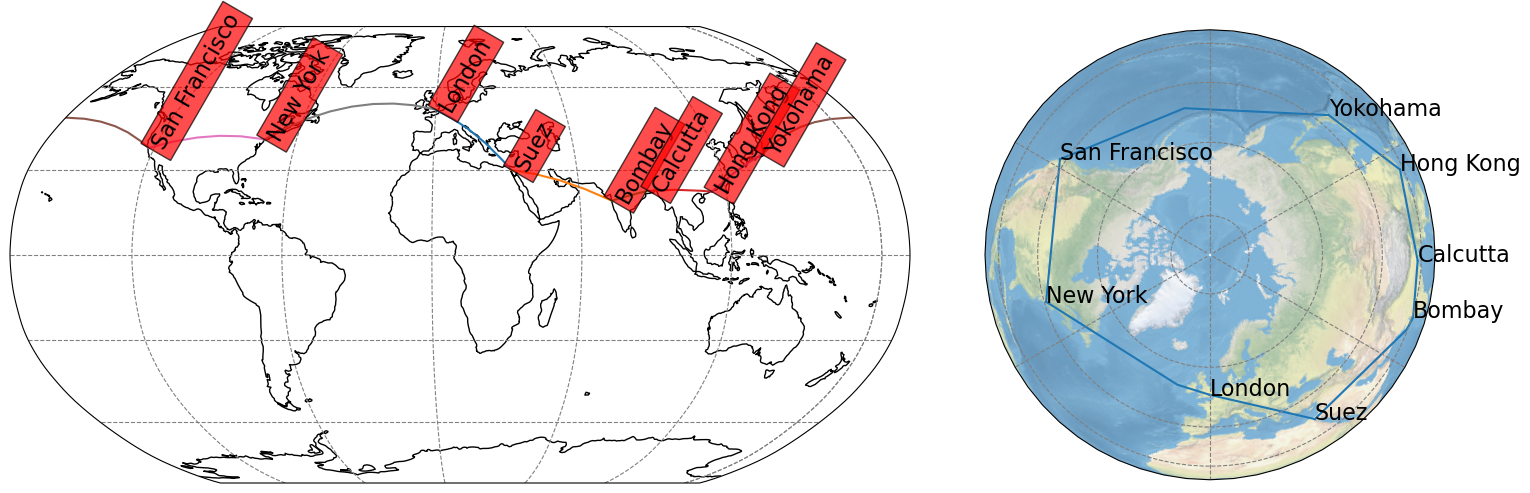 San Francisco
New York
London
Suez
Bombay
Calcutta
Hong Kong
Yokohama
Yokohama
San Francisco
Hong Kong
Calcutta
New York
Bombay
London
Suez